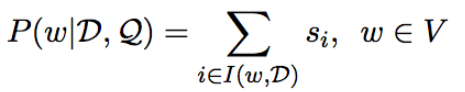 P(w|𝒟, 𝒬) = ∑_{i∈I(w,𝒟)} s_i, w ∈ V